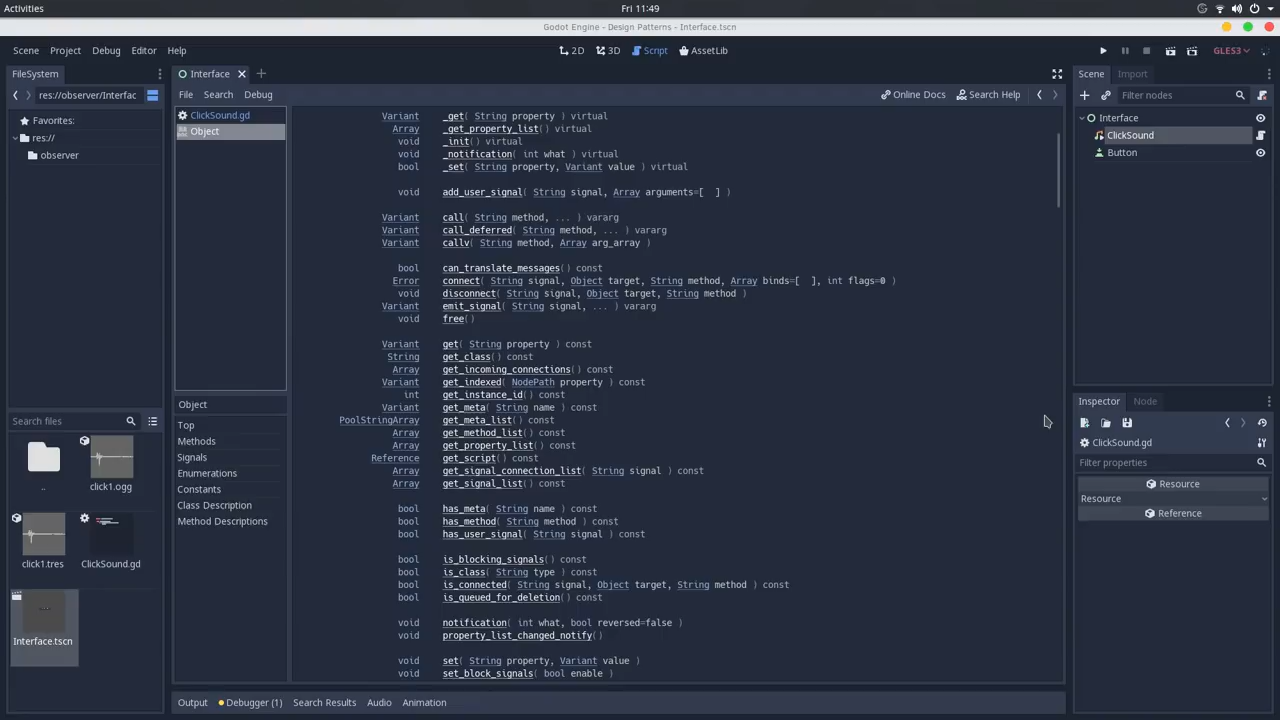 Activities
Fri 11:49
Godot Engine - Design Patterns - Interface.tscn
Scene Project Debug Editor Help
2D 3D Script AssetLib
GLES3
FileSystem
res://observer/Interfac
Favorites:
res://
observer
Search files
..
click1.ogg
click1.tres
ClickSound.gd
Interface.tscn
Interface
File Search Debug
Online Docs Search Help
ClickSound.gd
Object
Object
Top
Methods
Signals
Enumerations
Constants
Class Description
Method Descriptions
Variant _get( String property ) virtual
Array _get_property_list() virtual
void _init() virtual
void _notification( int what ) virtual
bool _set( String property, Variant value ) virtual
void add_user_signal( String signal, Array arguments=[  ] )
Variant call( String method, ... ) vararg
Variant call_deferred( String method, ... ) vararg
Variant callv( String method, Array arg_array )
bool can_translate_messages() const
Error connect( String signal, Object target, String method, Array binds=[  ], int flags=0 )
void disconnect( String signal, Object target, String method )
Variant emit_signal( String signal, ... ) vararg
void free()
Variant get( String property ) const
String get_class() const
Array get_incoming_connections() const
Variant get_indexed( NodePath property ) const
int get_instance_id() const
Variant get_meta( String name ) const
PoolStringArray get_meta_list() const
Array get_method_list() const
Array get_property_list() const
Reference get_script() const
Array get_signal_connection_list( String signal ) const
Array get_signal_list() const
bool has_meta( String name ) const
bool has_method( String method ) const
bool has_user_signal( String signal ) const
bool is_blocking_signals() const
bool is_class( String type ) const
bool is_connected( String signal, Object target, String method ) const
bool is_queued_for_deletion() const
void notification( int what, bool reversed=false )
void property_list_changed_notify()
void set( String property, Variant value )
void set_block_signals( bool enable )
Output Debugger (1) Search Results Audio Animation
Scene Import
Filter nodes
Interface
ClickSound
Button
Inspector Node
ClickSound.gd
Filter properties
Resource
Resource
Reference